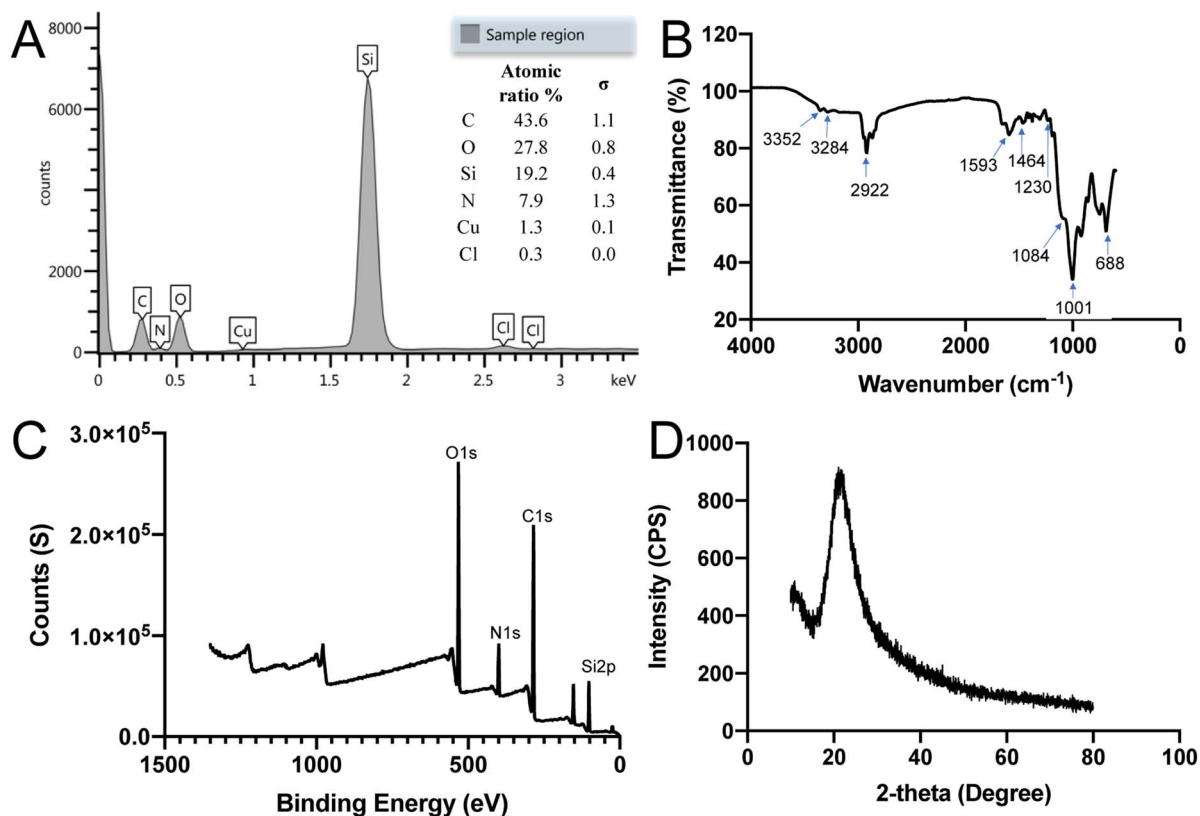 A
8000
6000
2000
0
counts
0
0.5
1
1.5
2
2.5
3
keV
C
N
O
Cu
Si
Cl
Cl
Sample region
Atomic ratio % σ
C 43.6 1.1
O 27.8 0.8
Si 19.2 0.4
N 7.9 1.3
Cu 1.3 0.1
Cl 0.3 0.0
B
120
100
80
60
40
20
Transmittance (%)
3352
3284
2922
1593
1464
1230
1084
1001
688
4000
3000
2000
1000
0
Wavenumber (cm⁻¹)
C
3.0×10⁵
2.0×10⁵
1.0×10⁵
0.0
Counts (S)
O1s
N1s
C1s
Si2p
1500
1000
500
0
Binding Energy (eV)
D
1000
800
600
400
200
0
Intensity (CPS)
0
20
40
60
80
100
2-theta (Degree)